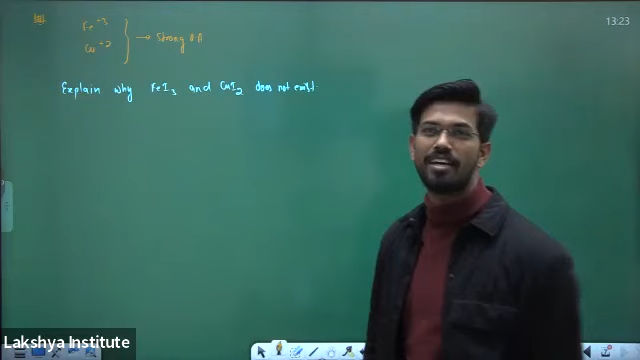 Fe+3
Cu+2
→ Strong O.A
Explain why FeI3 and CuI2 does not exist.
13:23
Lakshya Institute